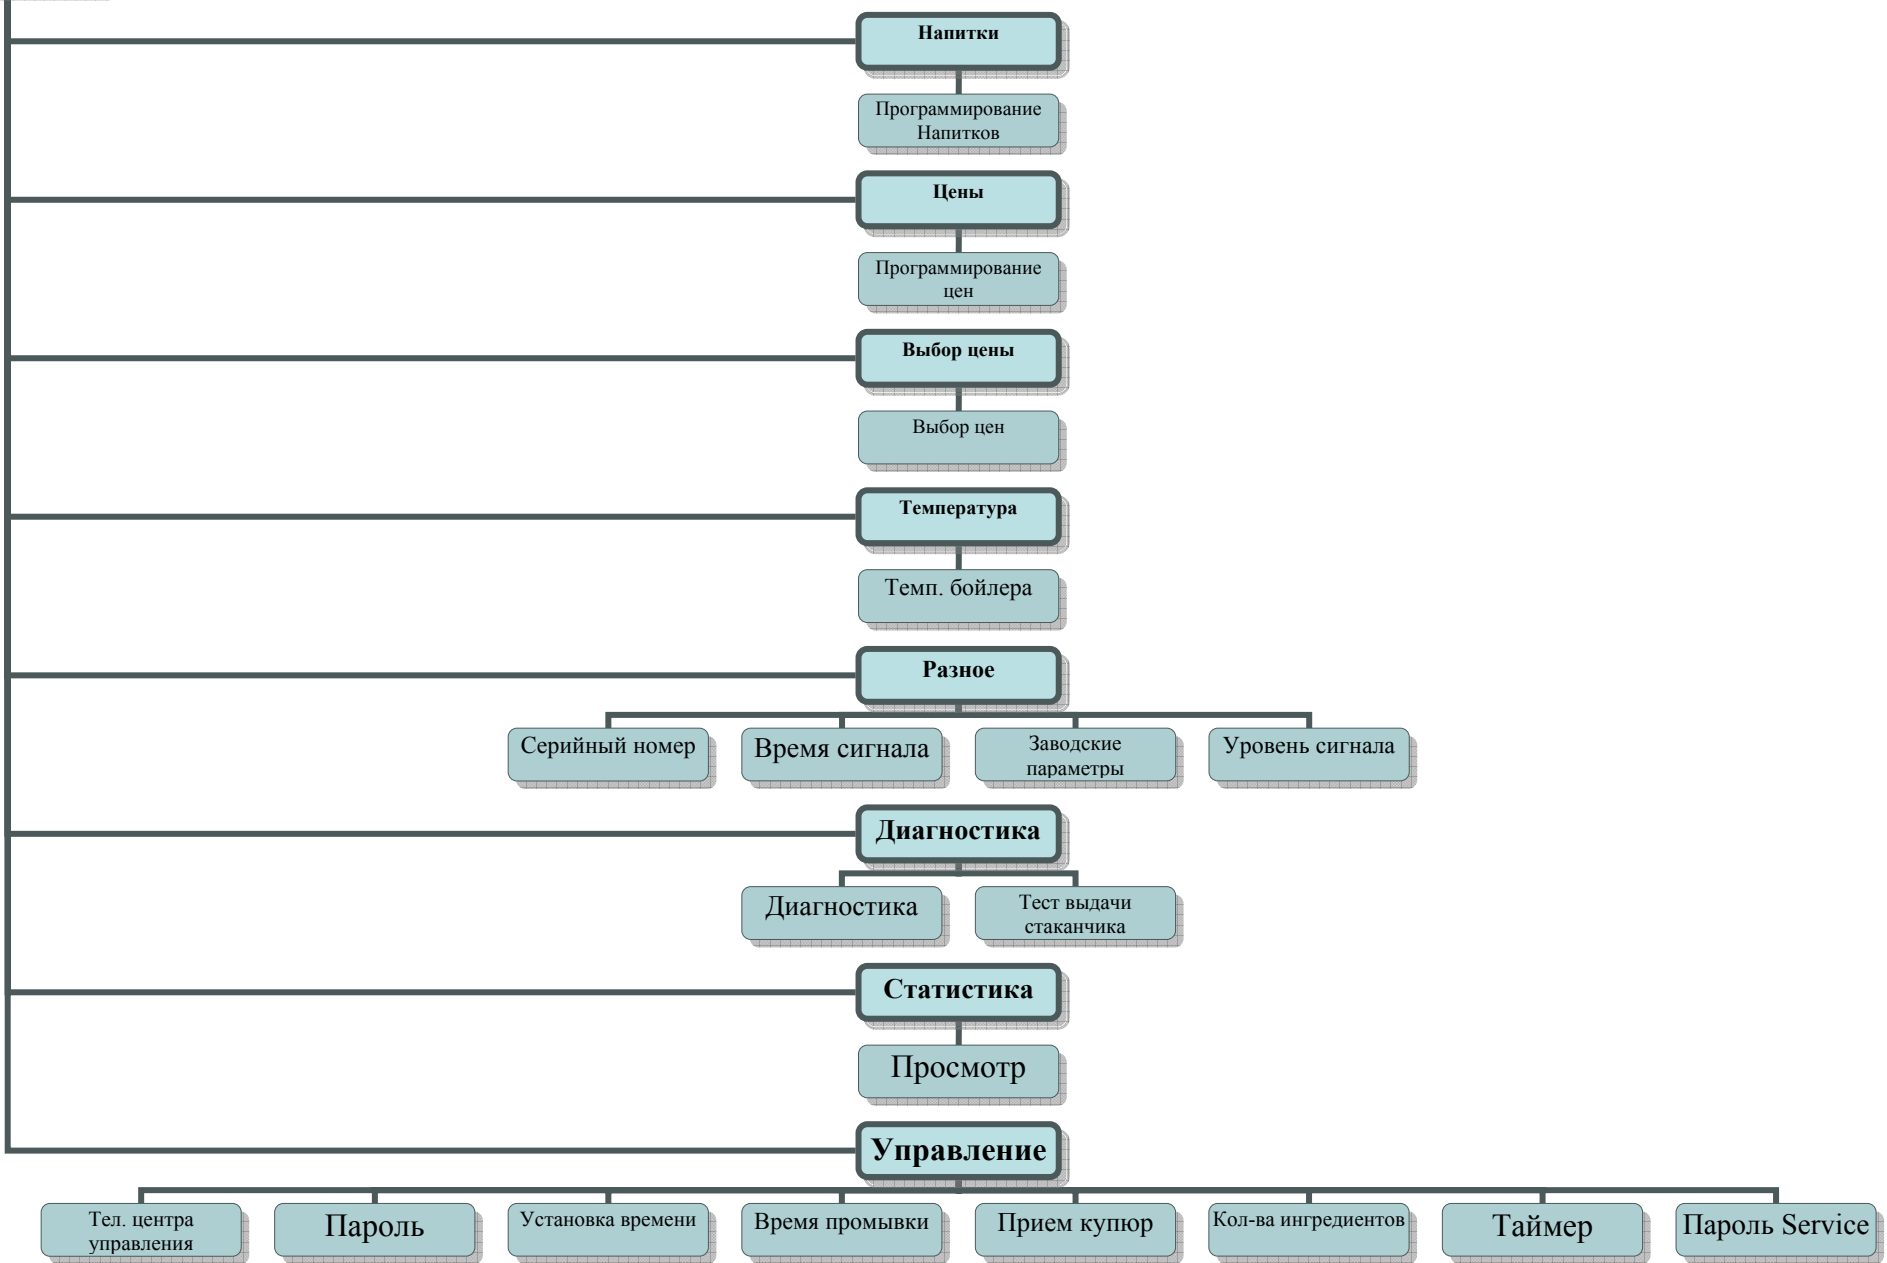 Напитки
Программирование
Напитков
Цены
Программирование
цен
Выбор цены
Выбор цен
Температура
Темп. бойлера
Разное
Серийный номер
Время сигнала
Заводские
параметры
Уровень сигнала
Диагностика
Диагностика
Тест выдачи
стаканчика
Статистика
Просмотр
Управление
Тел. центра
управления
Пароль
Установка времени
Время промывки
Прием купюр
Кол-ва ингредиентов
Таймер
Пароль Service